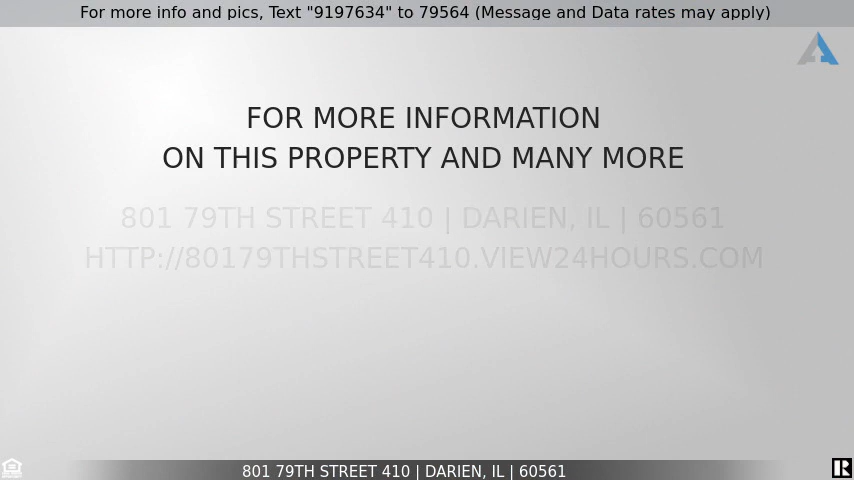 For more info and pics, Text "9197634" to 79564 (Message and Data rates may apply)
FOR MORE INFORMATION
ON THIS PROPERTY AND MANY MORE
801 79TH STREET 410 | DARIEN, IL | 60561
HTTP://80179THSTREET410.VIEW24HOURS.COM
801 79TH STREET 410 | DARIEN, IL | 60561